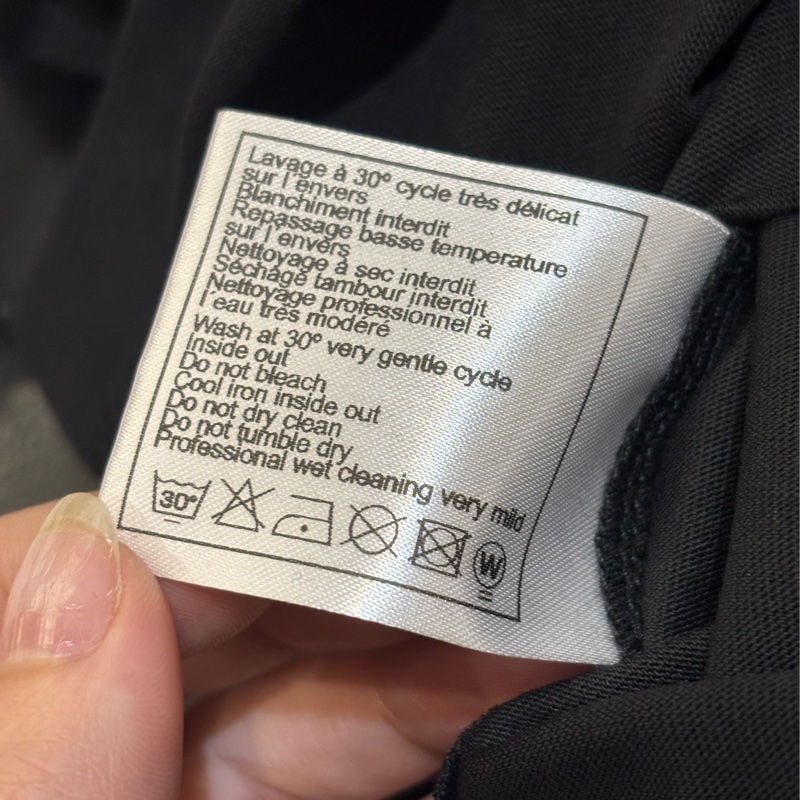 Lavage à 30° cycle très délicat
sur l'envers
Blanchiment interdit
Repassage basse temperature
sur l'envers
Nettoyage à sec interdit
Séchage tambour interdit
Nettoyage professionnel à
l'eau très modéré
Wash at 30° very gentle cycle
Inside out
Do not bleach
Cool iron inside out
Do not dry clean
Do not tumble dry
Professional wet cleaning very mild
30° W